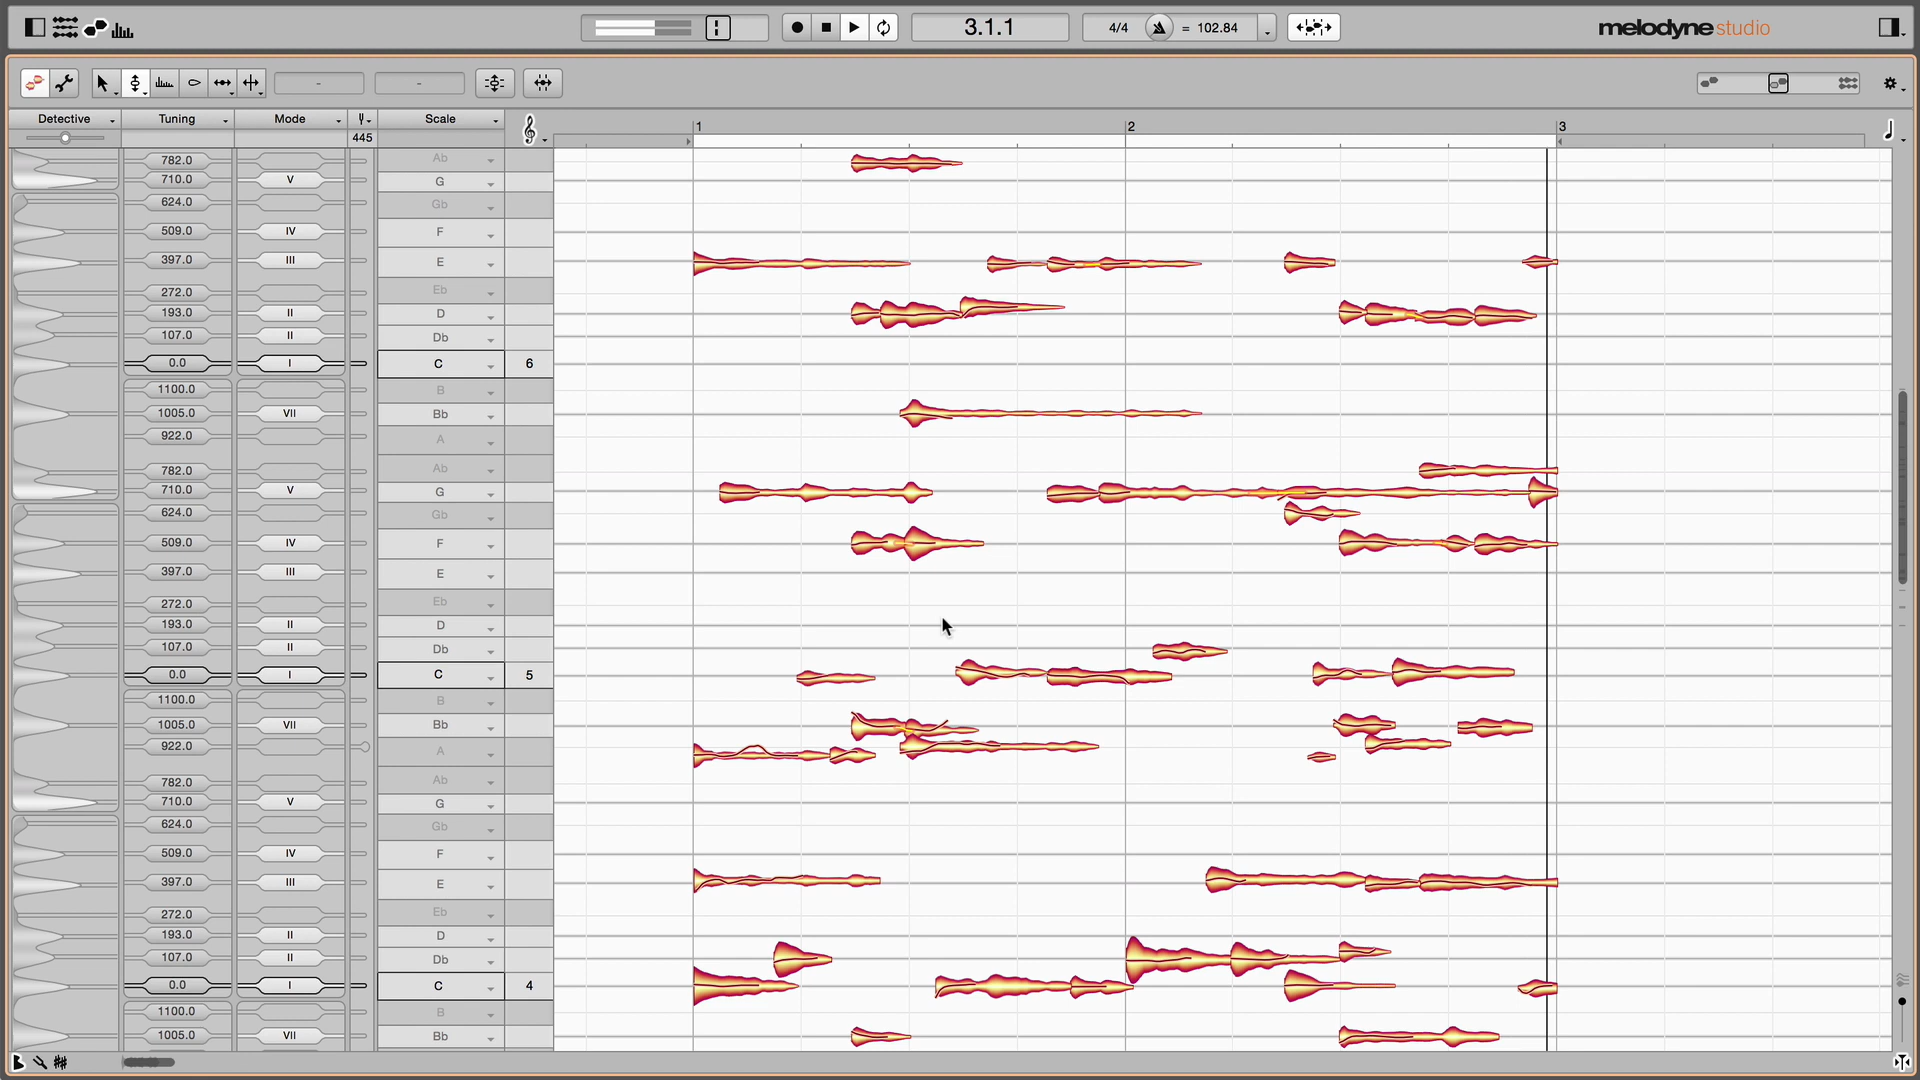 3.1.1 4/4 = 102.84 melodyne studio
- -
Detective Tuning Mode Scale
445
1 2 3
782.0 Ab
710.0 V G
624.0 Gb
509.0 IV F
397.0 III E
272.0 Eb
193.0 II D
107.0 II Db
0.0 I C 6
1100.0 B
1005.0 VII Bb
922.0 A
782.0 Ab
710.0 V G
624.0 Gb
509.0 IV F
397.0 III E
272.0 Eb
193.0 II D
107.0 II Db
0.0 I C 5
1100.0 B
1005.0 VII Bb
922.0 A
782.0 Ab
710.0 V G
624.0 Gb
509.0 IV F
397.0 III E
272.0 Eb
193.0 II D
107.0 II Db
0.0 I C 4
1100.0 B
1005.0 VII Bb